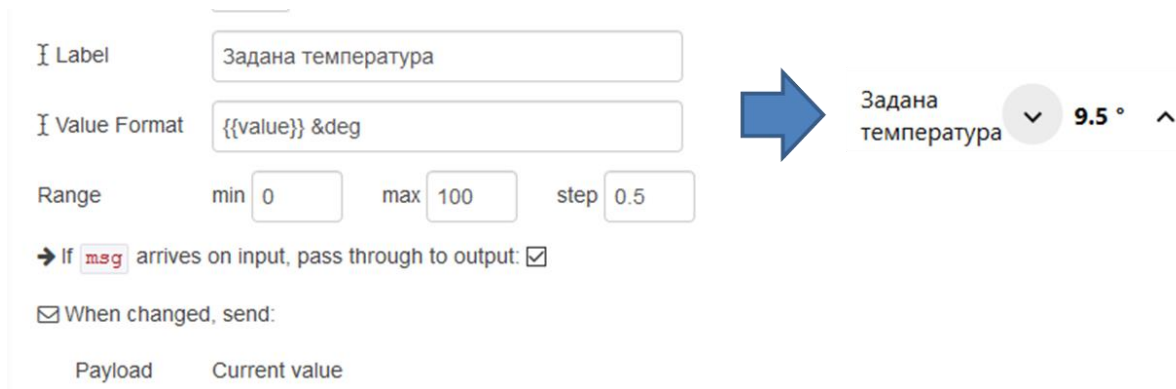 Label Задана температура
Value Format {{value}} &deg
Range min 0 max 100 step 0.5
If msg arrives on input, pass through to output:
When changed, send:
Payload Current value
Задана
температура
9.5 °